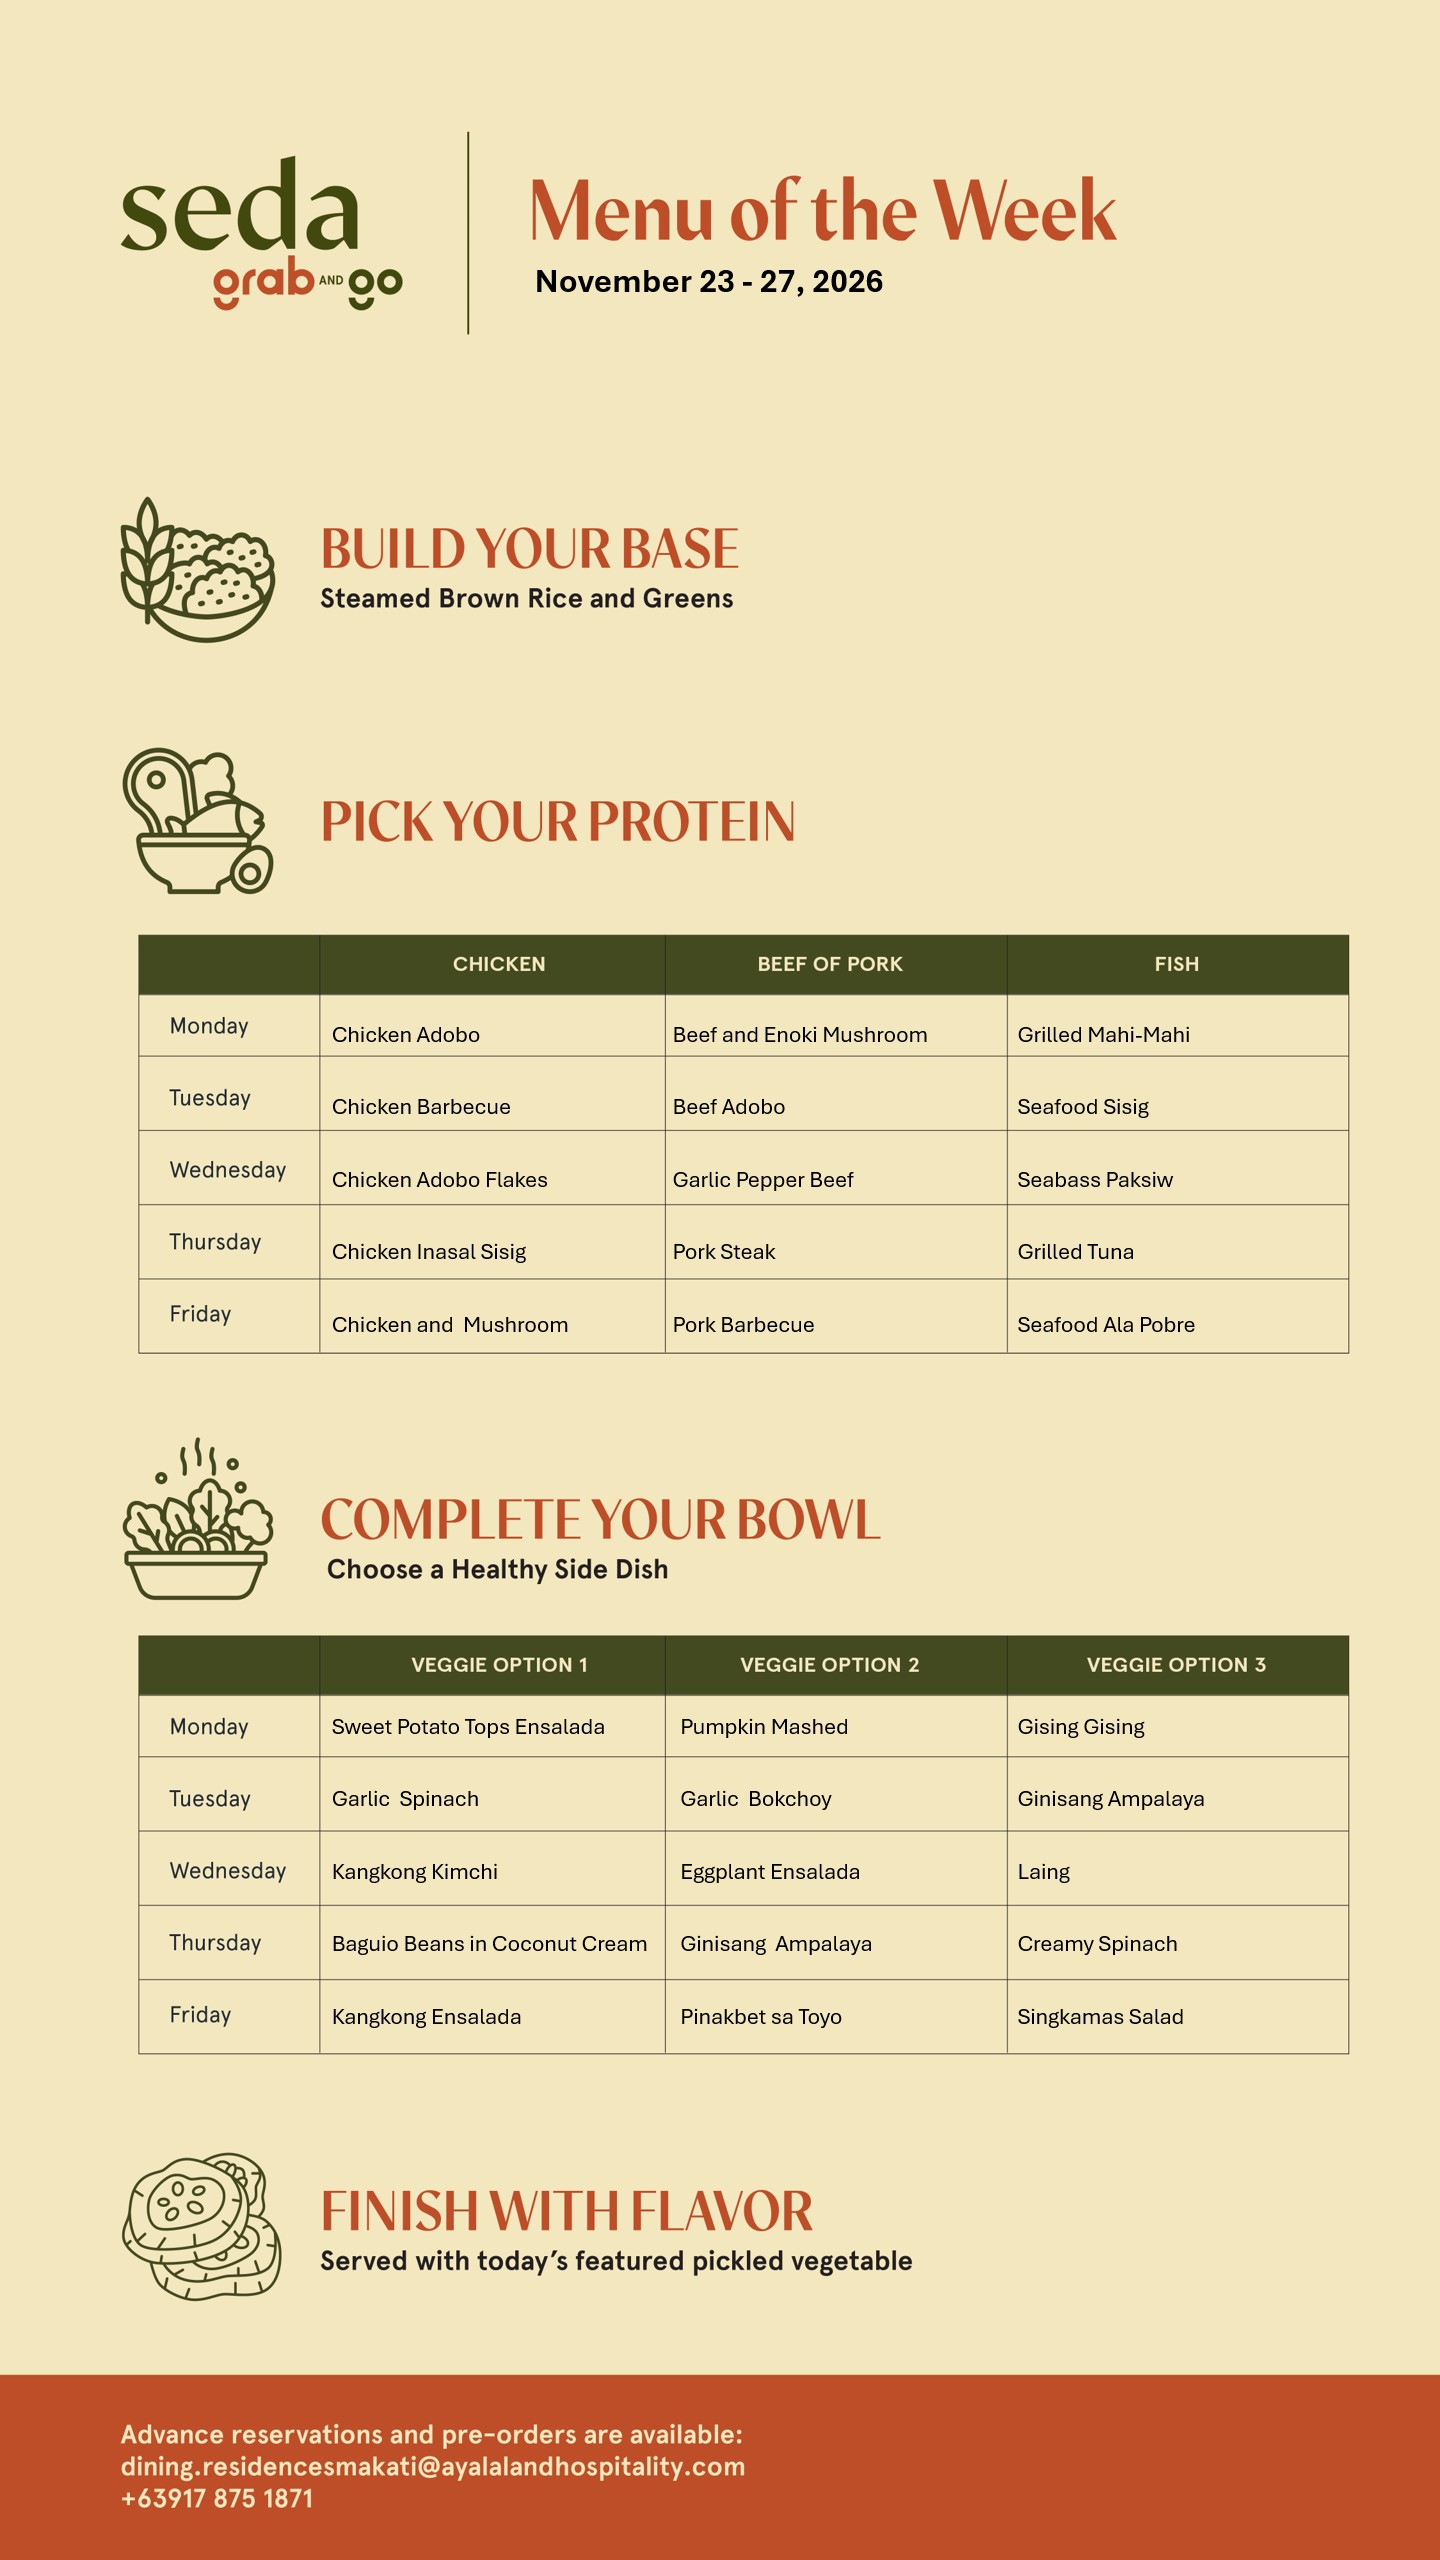 seda
grab AND go
Menu of the Week
November 23 - 27, 2026
BUILD YOUR BASE
Steamed Brown Rice and Greens
PICK YOUR PROTEIN
CHICKEN BEEF OF PORK FISH
Monday Chicken Adobo Beef and Enoki Mushroom Grilled Mahi-Mahi
Tuesday Chicken Barbecue Beef Adobo Seafood Sisig
Wednesday Chicken Adobo Flakes Garlic Pepper Beef Seabass Paksiw
Thursday Chicken Inasal Sisig Pork Steak Grilled Tuna
Friday Chicken and  Mushroom Pork Barbecue Seafood Ala Pobre
COMPLETE YOUR BOWL
Choose a Healthy Side Dish
VEGGIE OPTION 1 VEGGIE OPTION 2 VEGGIE OPTION 3
Monday Sweet Potato Tops Ensalada Pumpkin Mashed Gising Gising
Tuesday Garlic  Spinach Garlic  Bokchoy Ginisang Ampalaya
Wednesday Kangkong Kimchi Eggplant Ensalada Laing
Thursday Baguio Beans in Coconut Cream Ginisang  Ampalaya Creamy Spinach
Friday Kangkong Ensalada Pinakbet sa Toyo Singkamas Salad
FINISH WITH FLAVOR
Served with today's featured pickled vegetable
Advance reservations and pre-orders are available:
dining.residencesmakati@ayalalandhospitality.com
+63917 875 1871